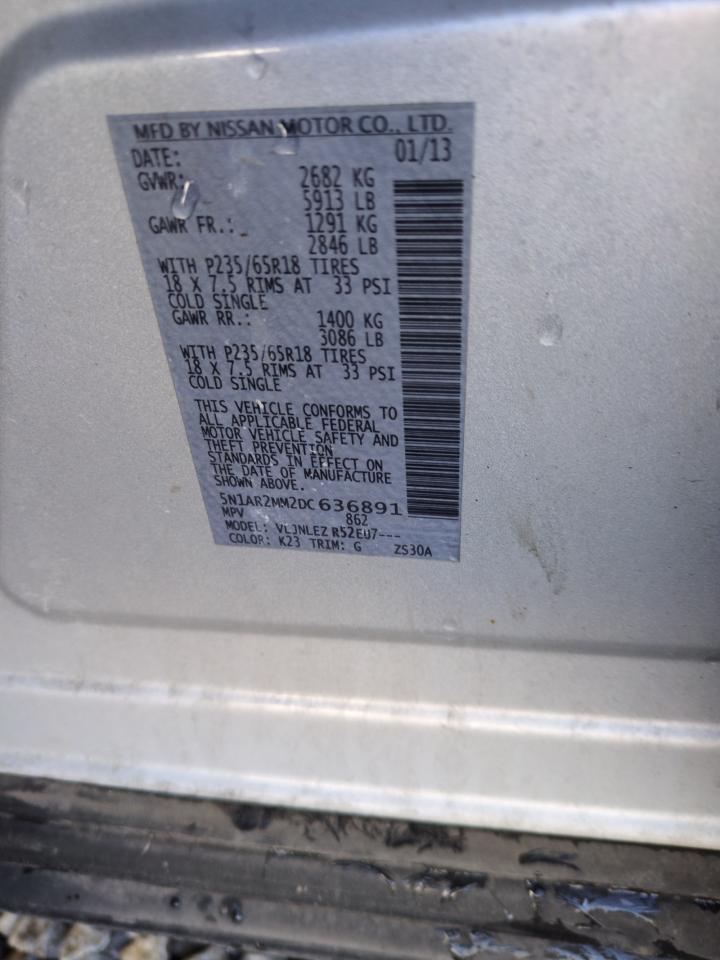 MFD BY NISSAN MOTOR CO., LTD.
DATE: 01/13
GVWR: 2682 KG
5913 LB
GAWR FR.: 1291 KG
2846 LB
WITH P235/65R18 TIRES
18 X 7.5 RIMS AT 33 PSI
COLD SINGLE
GAWR RR.: 1400 KG
3086 LB
WITH P235/65R18 TIRES
18 X 7.5 RIMS AT 33 PSI
COLD SINGLE
THIS VEHICLE CONFORMS TO
ALL APPLICABLE FEDERAL
MOTOR VEHICLE SAFETY AND
THEFT PREVENTION
STANDARDS IN EFFECT ON
THE DATE OF MANUFACTURE
SHOWN ABOVE.
5N1AR2MM2DC636891
MPV 862
MODEL: VLJNLEZ R52EU7---
COLOR: K23 TRIM: G ZS30A